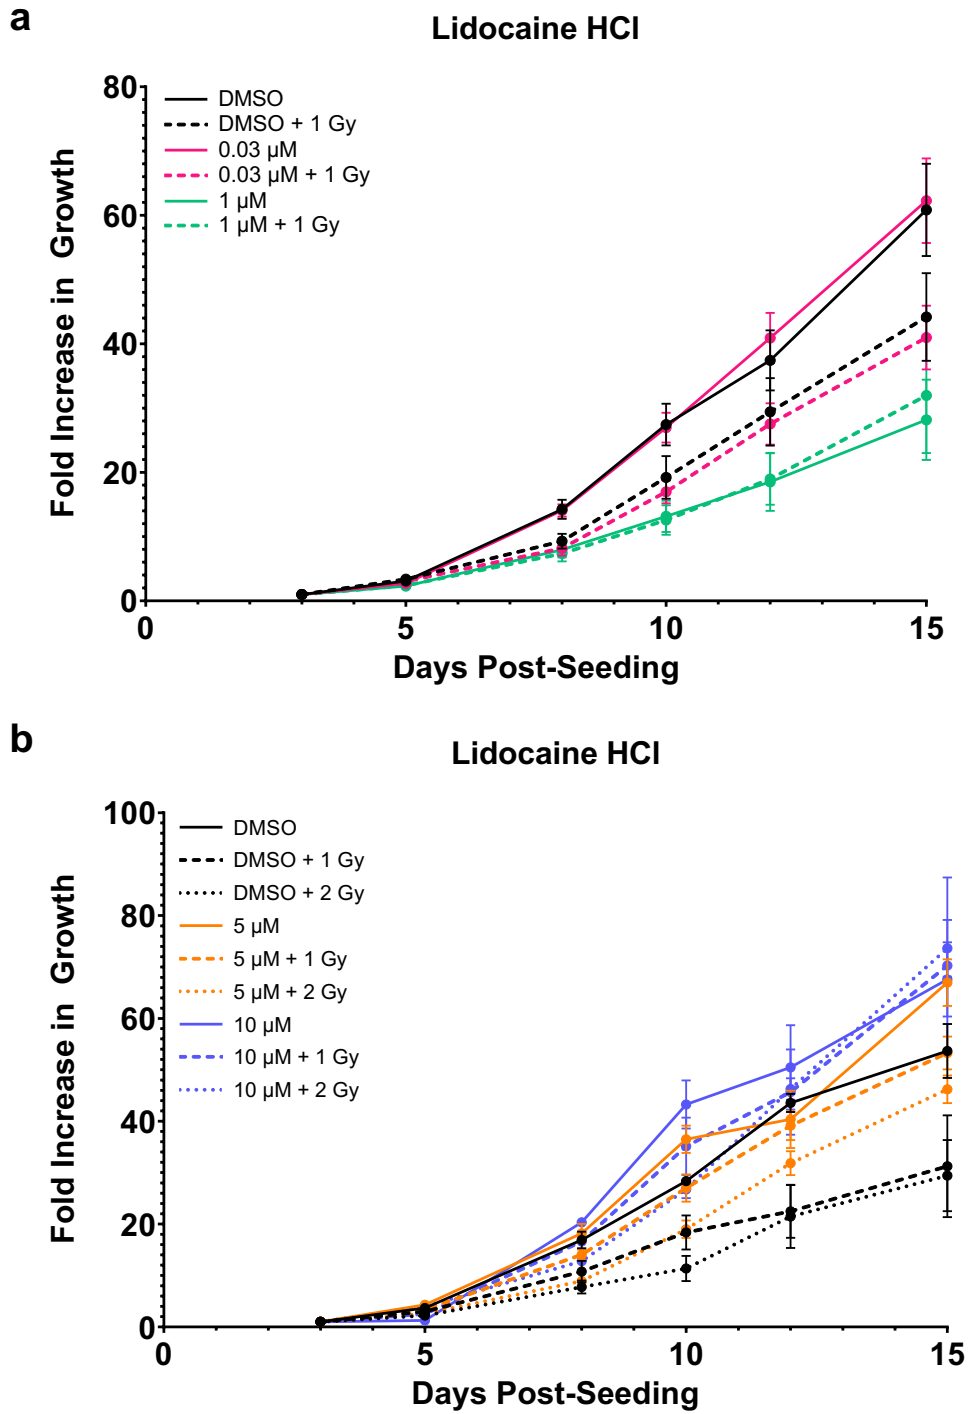 a
Lidocaine HCl
80
60
40
20
0
Fold Increase in Growth
DMSO
DMSO + 1 Gy
0.03 µM
0.03 µM + 1 Gy
1 µM
1 µM + 1 Gy
0 5 10 15
Days Post-Seeding
b
Lidocaine HCl
100
80
60
40
20
0
Fold Increase in Growth
DMSO
DMSO + 1 Gy
DMSO + 2 Gy
5 µM
5 µM + 1 Gy
5 µM + 2 Gy
10 µM
10 µM + 1 Gy
10 µM + 2 Gy
0 5 10 15
Days Post-Seeding